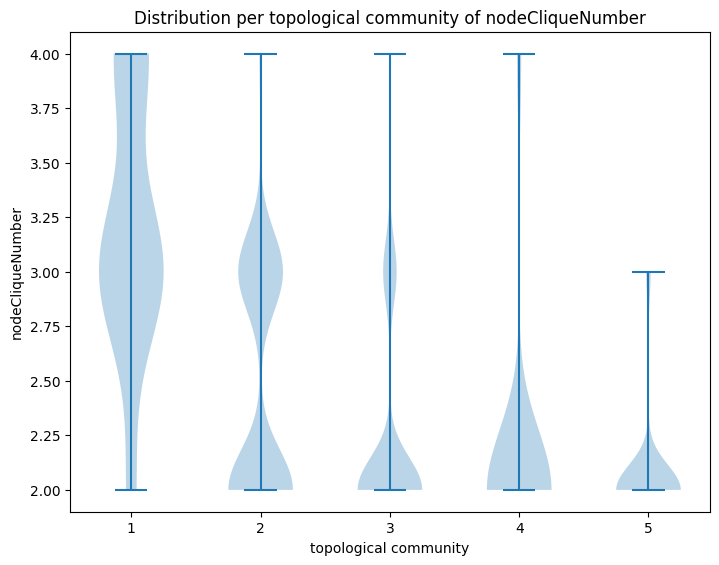 Distribution per topological community of nodeCliqueNumber
4.00
3.75
3.50
3.25
3.00
2.75
2.50
2.25
2.00
nodeCliqueNumber
1 2 3 4 5
topological community